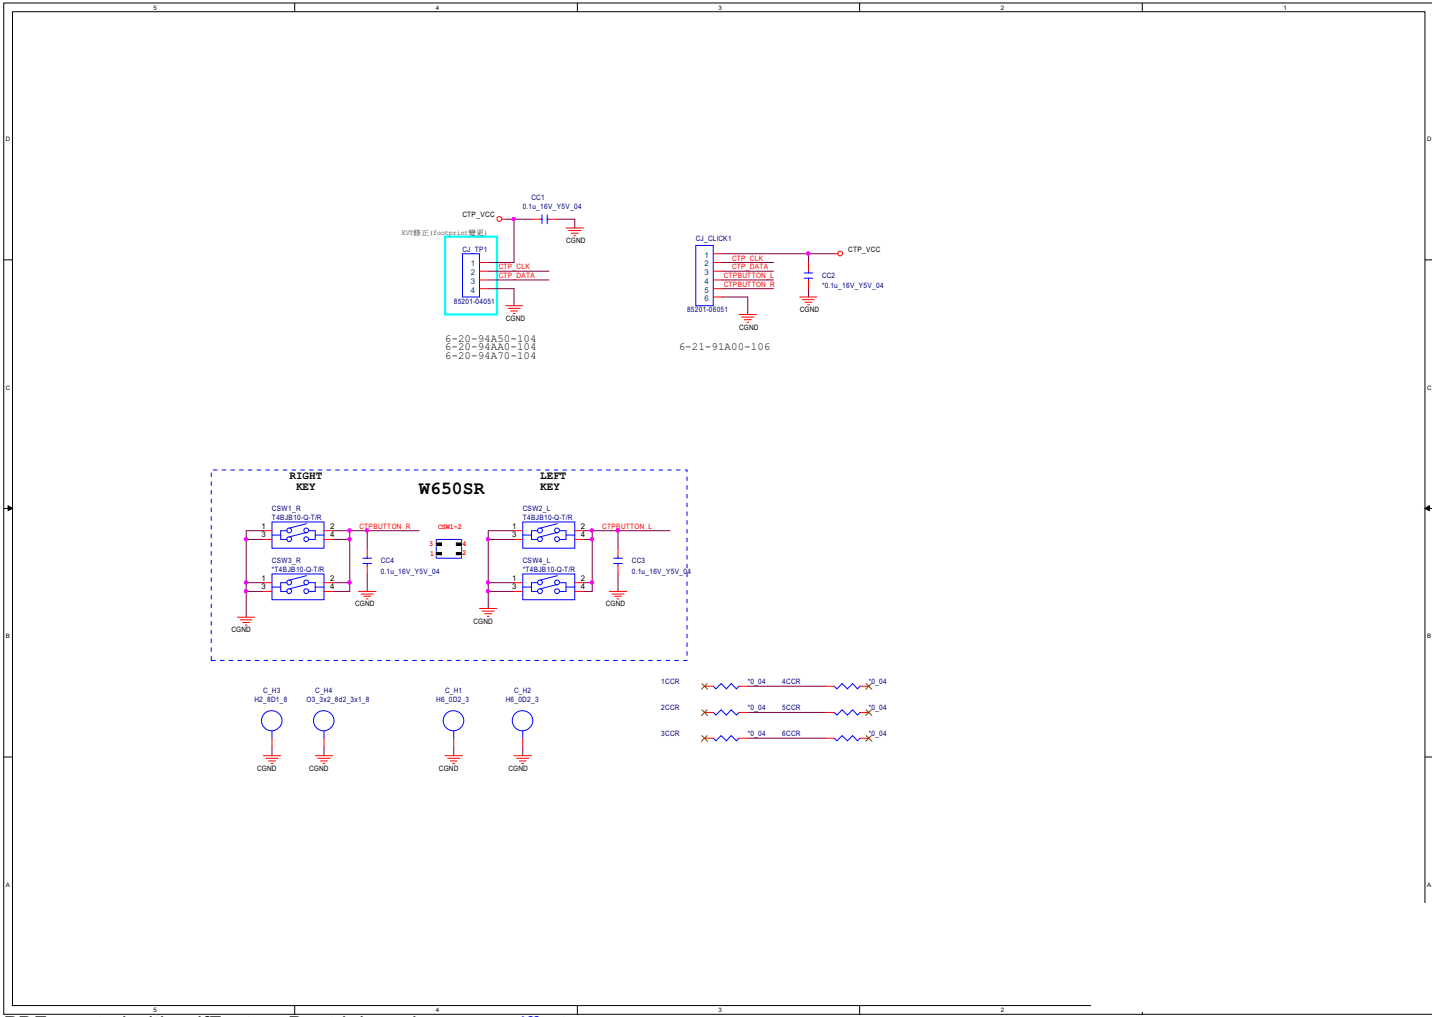 5 4 3 2 1
D D
CC1
0.1u_16V_Y5V_04
CTP_VCC
CGND
EVT修正(footprint變更)
CJ_TP1
1
2
3
4
CTP_CLK
CTP_DATA
85201-04051
CGND
6-20-94A50-104
6-20-94AA0-104
6-20-94A70-104
CJ_CLICK1
1
2
3
4
5
6
CTP_CLK
CTP_DATA
CTPBUTTON_L
CTPBUTTON_R
CTP_VCC
CC2
*0.1u_16V_Y5V_04
CGND
85201-06051
CGND
6-21-91A00-106
C C
RIGHT
KEY
W650SR
LEFT
KEY
CSW1_R
T4BJB10-Q-T/R
1 2
3 4
CTPBUTTON_R
CSW3_R
*T4BJB10-Q-T/R
1 2
3 4
CC4
0.1u_16V_Y5V_04
CGND
CGND
CSW1~2
3 4
1 2
CSW2_L
T4BJB10-Q-T/R
1 2
3 4
CTPBUTTON_L
CSW4_L
*T4BJB10-Q-T/R
1 2
3 4
CC3
0.1u_16V_Y5V_04
CGND
CGND
B B
C_H3
H2_8D1_8
CGND
C_H4
O3_3x2_8d2_3x1_8
CGND
C_H1
H6_0D2_3
CGND
C_H2
H6_0D2_3
CGND
1CCR *0_04 4CCR *0_04
2CCR *0_04 5CCR *0_04
3CCR *0_04 6CCR *0_04
A A
5 4 3 2